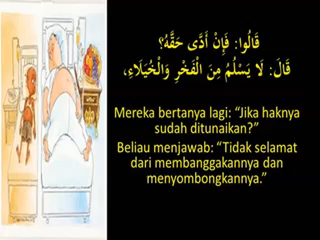 قَالُوا: فَإِنْ أَدَّى حَقَّهُ؟
قَالَ: لَا يَسْلُمُ مِنَ الْفَخْرِ وَالْخُيَلَاءِ،
Mereka bertanya lagi: “Jika haknya
sudah ditunaikan?”
Beliau menjawab: “Tidak selamat
dari membanggakannya dan
menyombongkannya.”